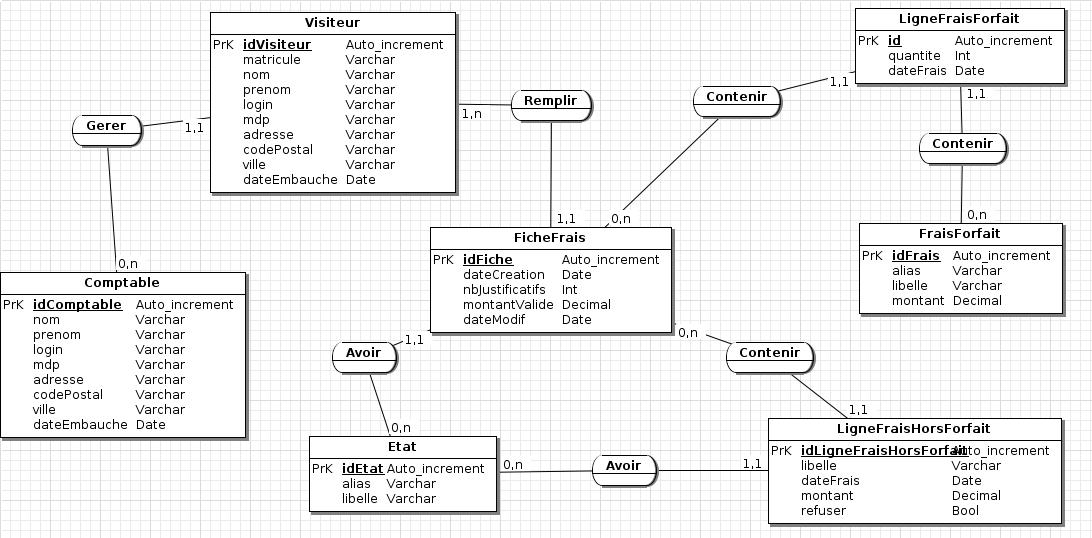 Visiteur
PrK idVisiteur Auto_increment
matricule Varchar
nom Varchar
prenom Varchar
login Varchar
mdp Varchar
adresse Varchar
codePostal Varchar
ville Varchar
dateEmbauche Date
LigneFraisForfait
PrK id Auto_increment
quantite Int
dateFrais Date
1,1
1,1
Contenir
Remplir
1,n
Gerer
1,1
Contenir
1,1
0,n
0,n
FraisForfait
PrK idFrais Auto_increment
alias Varchar
libelle Varchar
montant Decimal
FicheFrais
PrK idFiche Auto_increment
dateCreation Date
nbJustificatifs Int
montantValide Decimal
dateModif Date
0,n
Comptable
PrK idComptable Auto_increment
nom Varchar
prenom Varchar
login Varchar
mdp Varchar
adresse Varchar
codePostal Varchar
ville Varchar
dateEmbauche Date
1,1
Avoir
0,n
Contenir
1,1
0,n
Etat
PrK idEtat Auto_increment
alias Varchar
libelle Varchar
0,n
Avoir
1,1
LigneFraisHorsForfait
PrK idLigneFraisHorsForfait Auto_increment
libelle Varchar
dateFrais Date
montant Decimal
refuser Bool